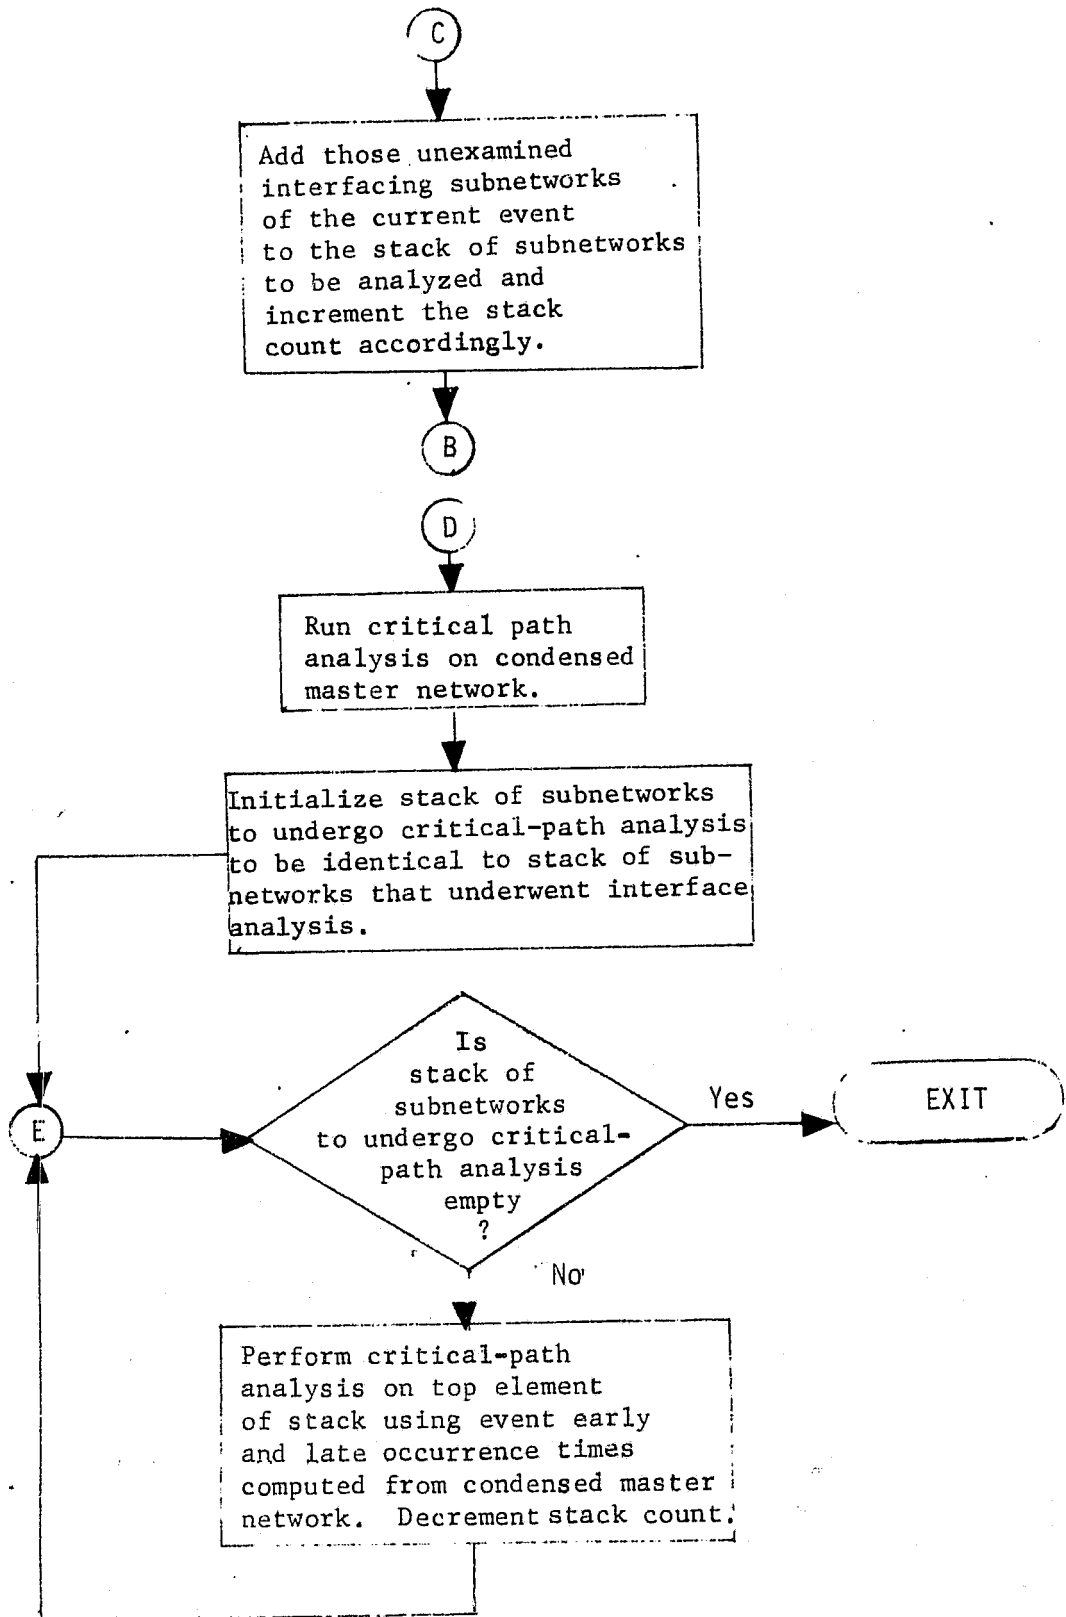 C
Add those unexamined
interfacing subnetworks
of the current event
to the stack of subnetworks
to be analyzed and
increment the stack
count accordingly.
B
D
Run critical path
analysis on condensed
master network.
Initialize stack of subnetworks
to undergo critical-path analysis
to be identical to stack of sub-
networks that underwent interface
analysis.
E
Is
stack of
subnetworks
to undergo critical-
path analysis
empty
?
Yes
EXIT
No
Perform critical-path
analysis on top element
of stack using event early
and late occurrence times
computed from condensed master
network. Decrement stack count.